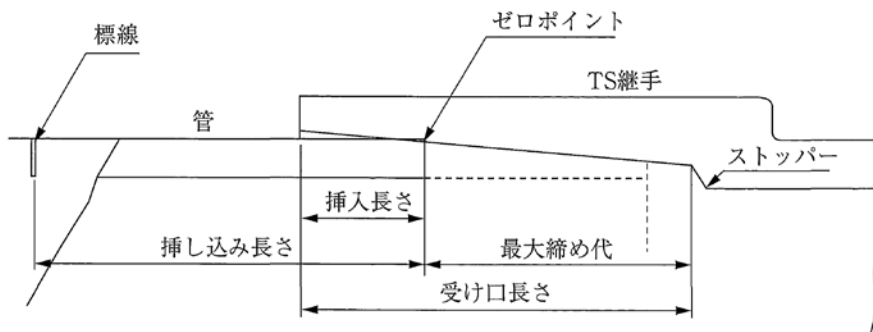 標線
ゼロポイント
管
TS継手
ストッパー
挿入長さ
挿し込み長さ
最大締め代
受け口長さ